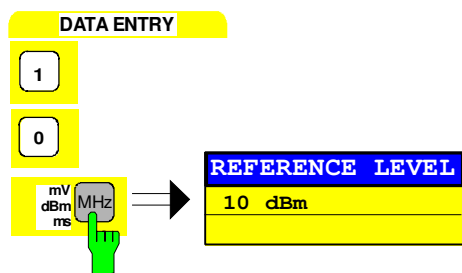 DATA ENTRY
1
0
REFERENCE LEVEL
10 dBm
mV
dBm
ms
MHz